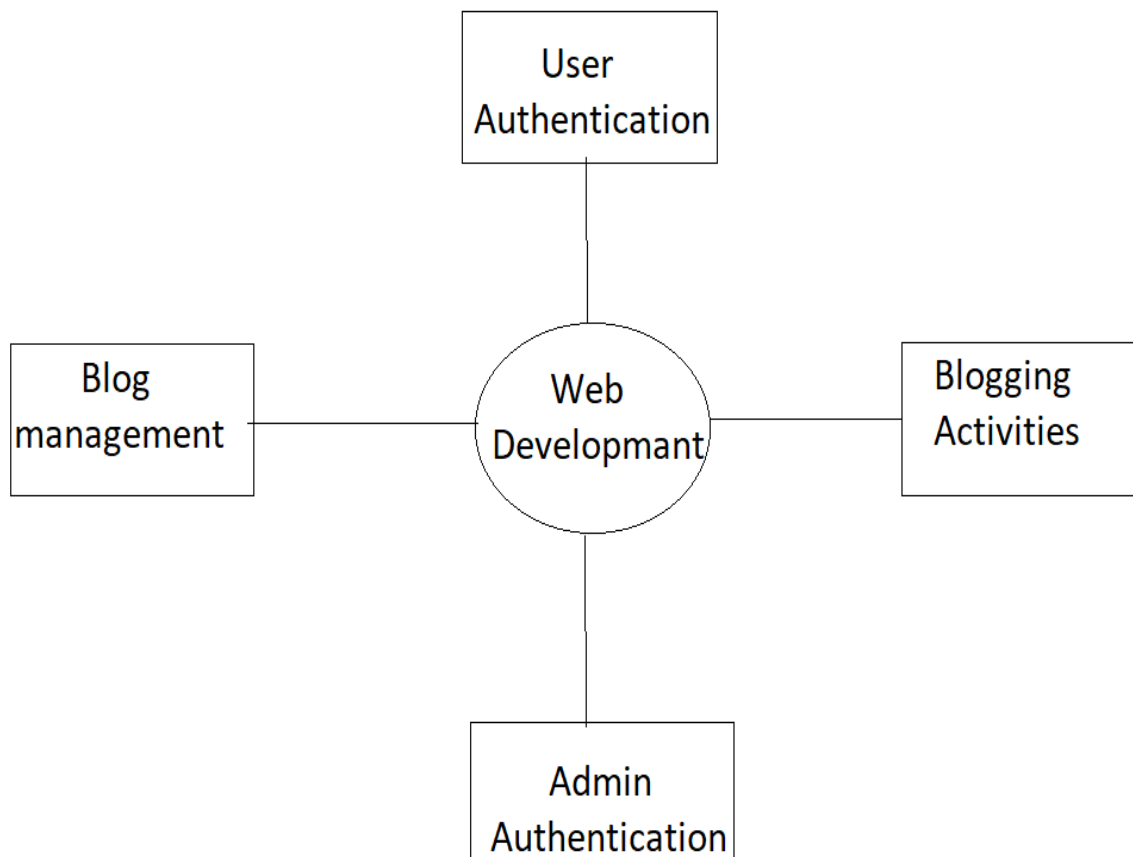 User
Authentication
Blog
management
Web
Developmant
Blogging
Activities
Admin
Authentication